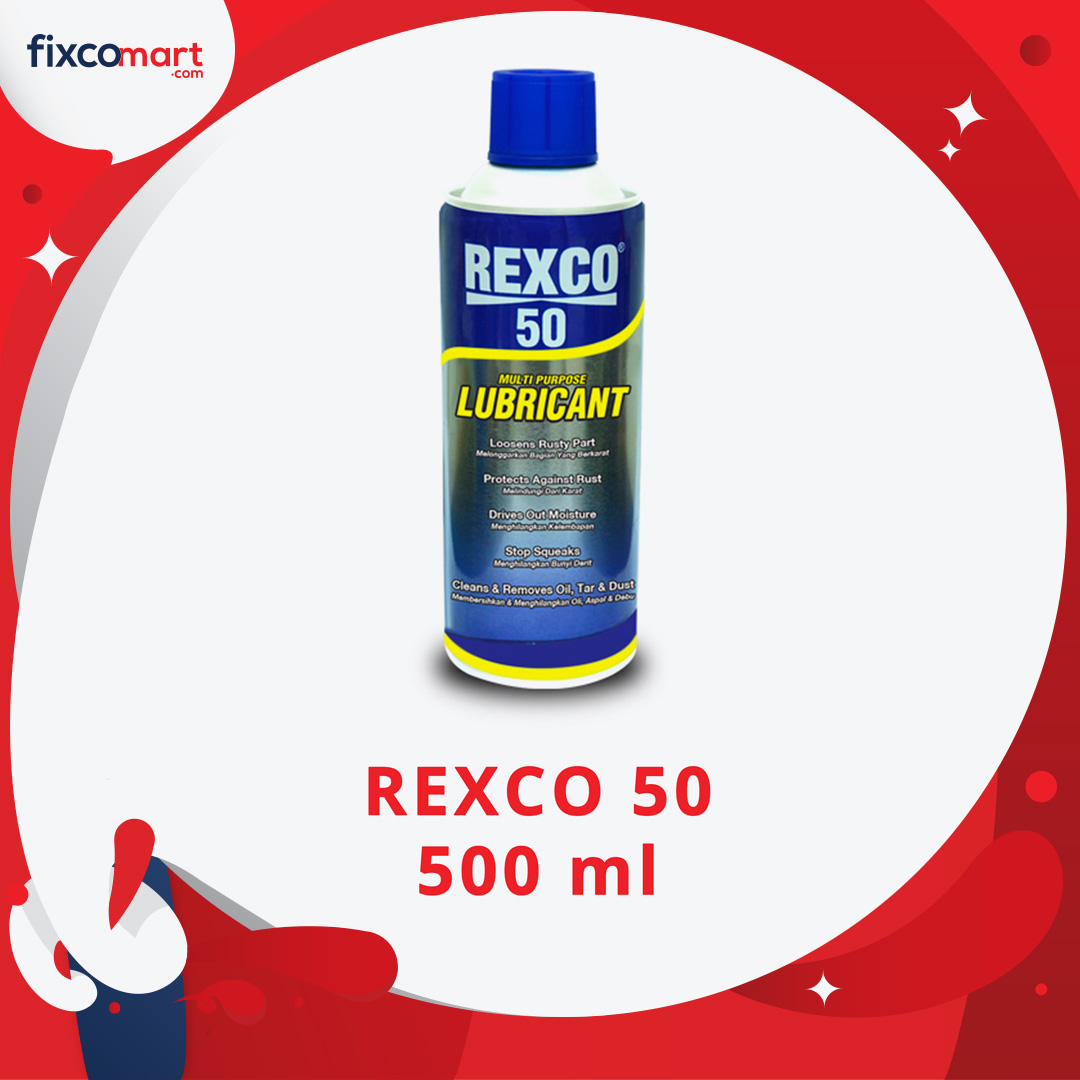 fixcomart
.com
REXCO®
50
MULTI PURPOSE
LUBRICANT
Loosens Rusty Part
Melonggarkan Bagian Yang Berkarat
Protects Against Rust
Melindungi Dari Karat
Drives Out Moisture
Menghilangkan Kelembapan
Stop Squeaks
Menghilangkan Bunyi Derit
Cleans & Removes Oil, Tar & Dust
Membersihkan & Menghilangkan Oli, Aspal & Debu
REXCO 50
500 ml